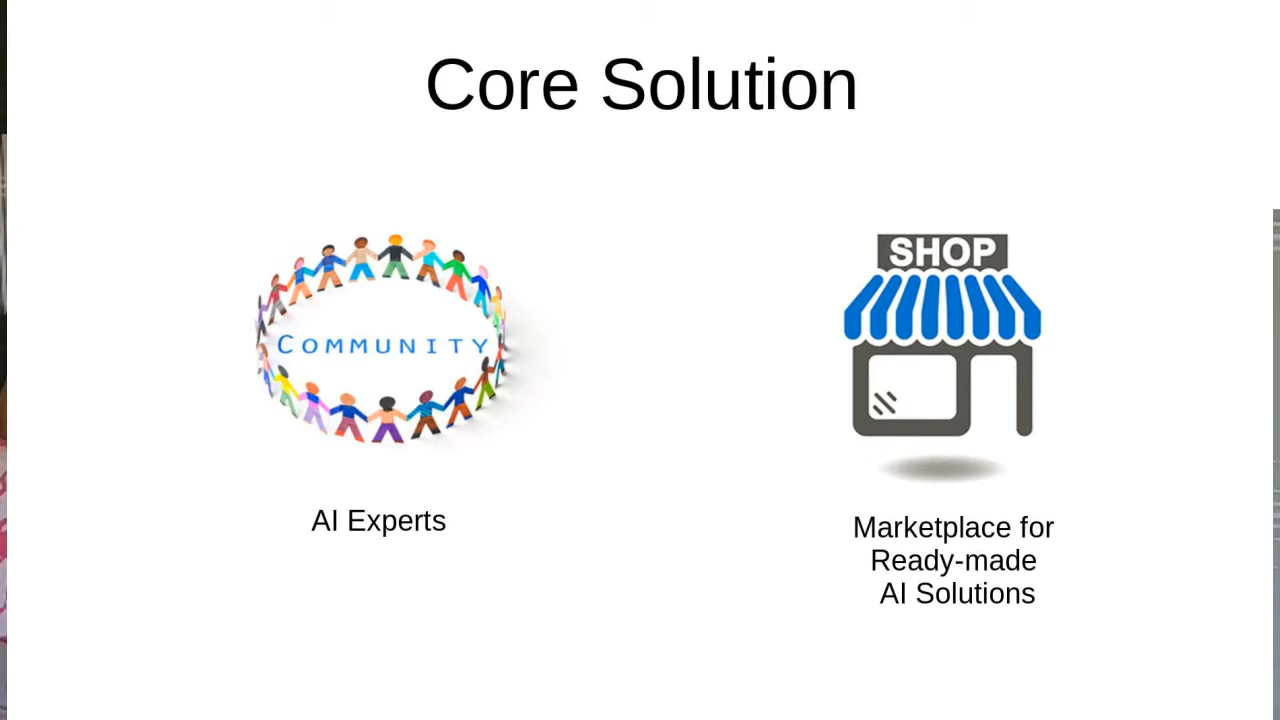 Core Solution
COMMUNITY
AI Experts
SHOP
Marketplace for
Ready-made
AI Solutions